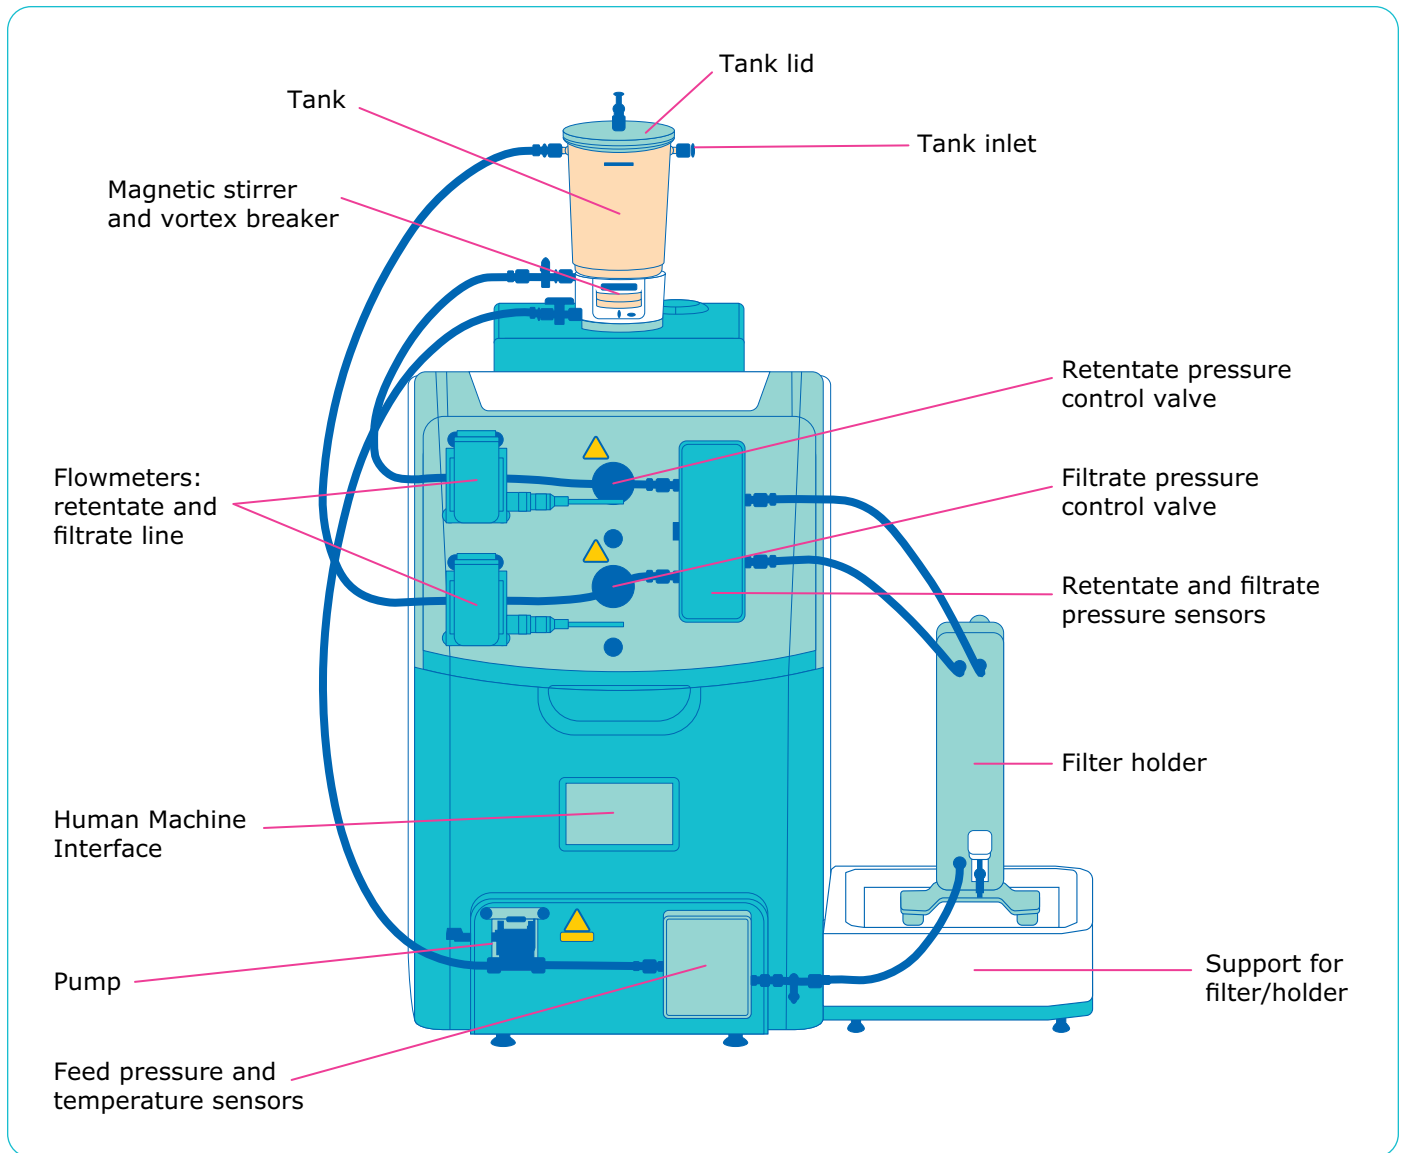 Tank lid
Tank
Tank inlet
Magnetic stirrer
and vortex breaker
Retentate pressure
control valve
Flowmeters:
retentate and
filtrate line
Filtrate pressure
control valve
Retentate and filtrate
pressure sensors
Filter holder
Human Machine
Interface
Pump
Support for
filter/holder
Feed pressure and
temperature sensors